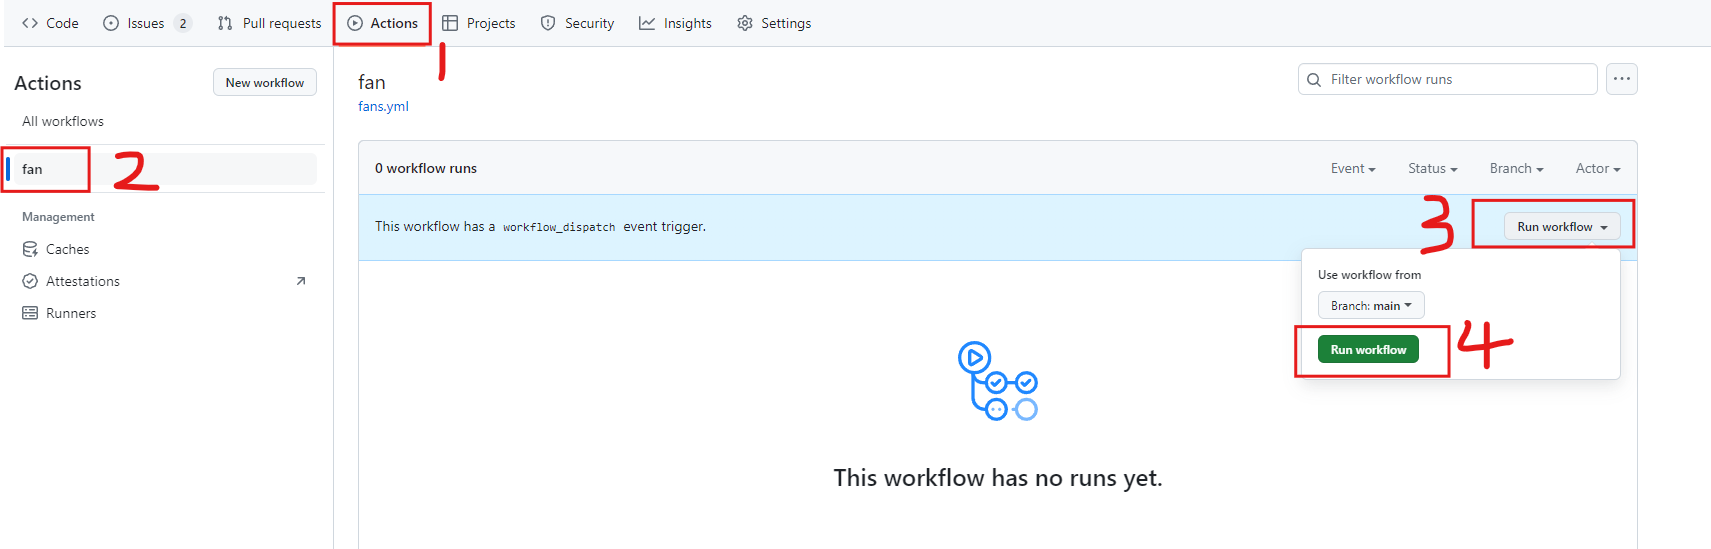 Code Issues 2 Pull requests Actions Projects Security Insights Settings
1
Actions New workflow
All workflows
fan
2
Management
Caches
Attestations
Runners
fan
fans.yml
Filter workflow runs
0 workflow runs Event Status Branch Actor
This workflow has a workflow_dispatch event trigger.
3
Run workflow
Use workflow from
Branch: main
Run workflow
4
This workflow has no runs yet.